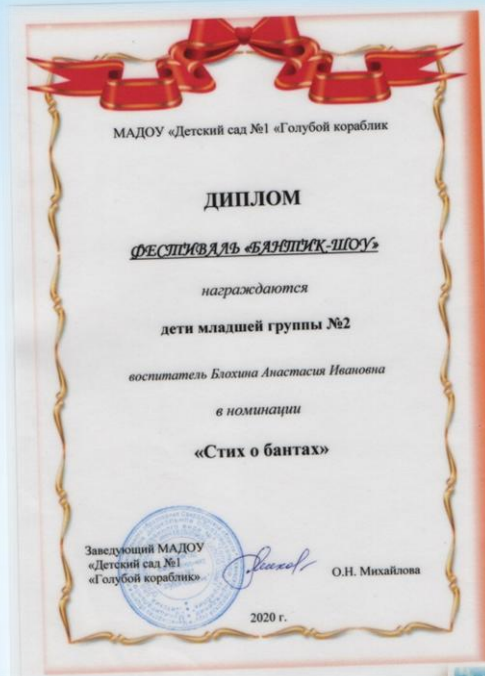 МАДОУ «Детский сад №1 «Голубой кораблик
ДИПЛОМ
ФЕСТИВАЛЬ «БАНТИК-ШОУ»
награждаются
дети младшей группы №2
воспитатель Блохина Анастасия Ивановна
в номинации
«Стих о бантах»
Заведующий МАДОУ
«Детский сад №1
«Голубой кораблик»
О.Н. Михайлова
2020 г.